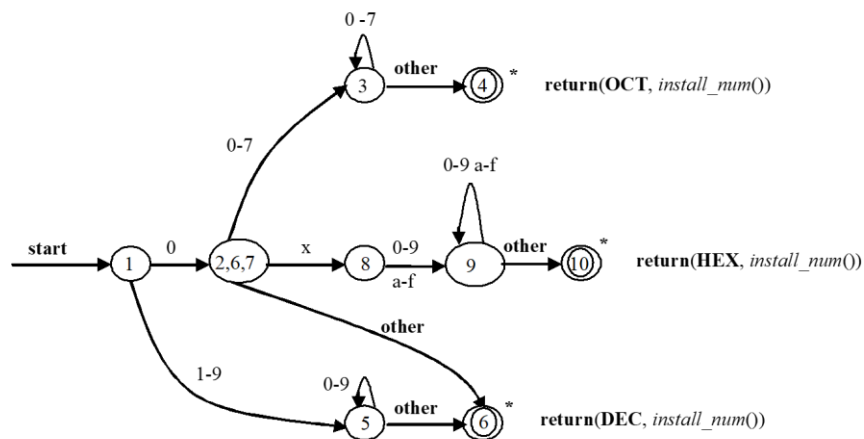 0 -7
3
other
4
*
return(OCT, install_num())
0-7
0-9 a-f
start
1
0
2,6,7
x
8
0-9
a-f
9
other
10
*
return(HEX, install_num())
other
1-9
0-9
5
other
6
*
return(DEC, install_num())